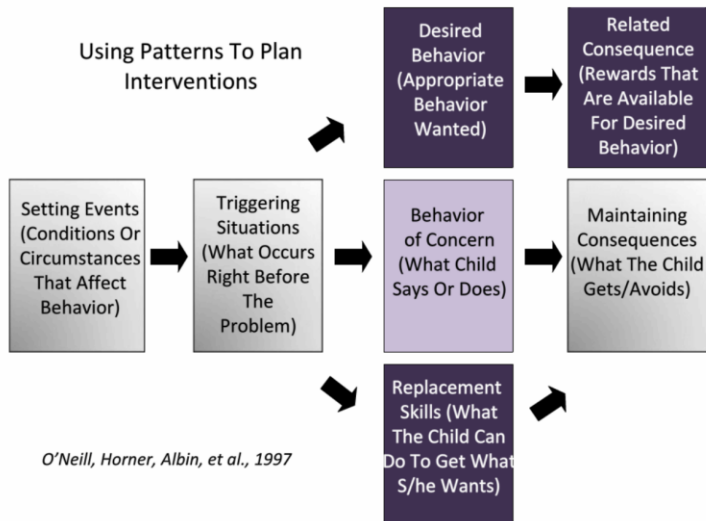 Using Patterns To Plan
Interventions
Desired
Behavior
(Appropriate
Behavior
Wanted)
Related
Consequence
(Rewards That
Are Available
For Desired
Behavior)
Setting Events
(Conditions Or
Circumstances
That Affect
Behavior)
Triggering
Situations
(What Occurs
Right Before
The
Problem)
Behavior
of Concern
(What Child
Says Or Does)
Maintaining
Consequences
(What The Child
Gets/Avoids)
Replacement
Skills (What
The Child Can
Do To Get What
S/he Wants)
O'Neill, Horner, Albin, et al., 1997